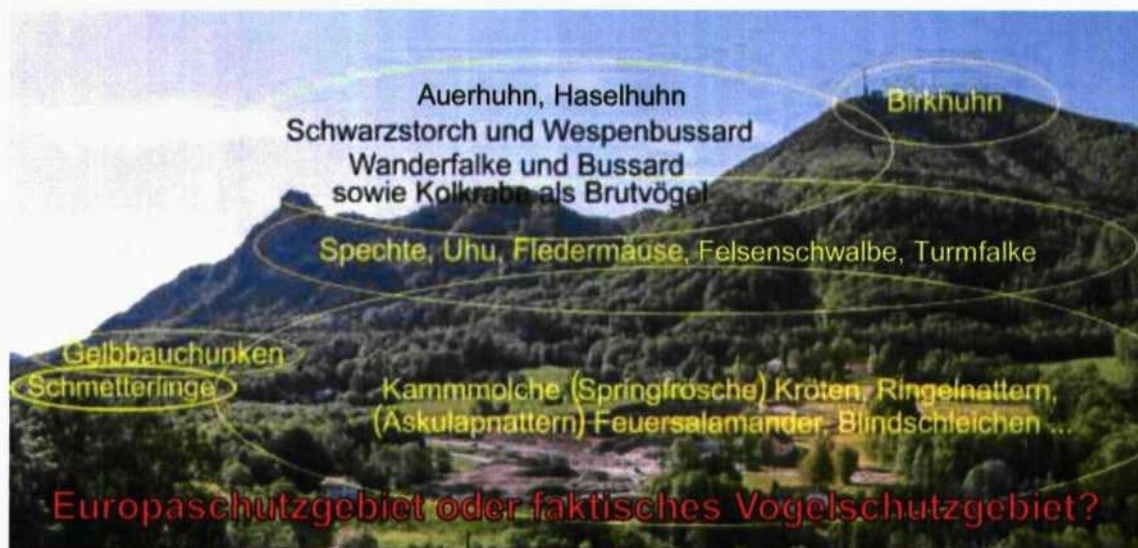 Auerhuhn, Haselhuhn
Birkhuhn
Schwarzstorch und Wespenbussard
Wanderfalke und Bussard
sowie Kolkrabe als Brutvögel
Spechte, Uhu, Fledermäuse, Felsenschwalbe, Turmfalke
Gelbbauchunken
Schmetterlinge
Kammmolche, (Springfrösche) Kröten, Ringelnattern,
(Äskulapnattern) Feuersalamander, Blindschleichen ...
Europaschutzgebiet oder faktisches Vogelschutzgebiet?